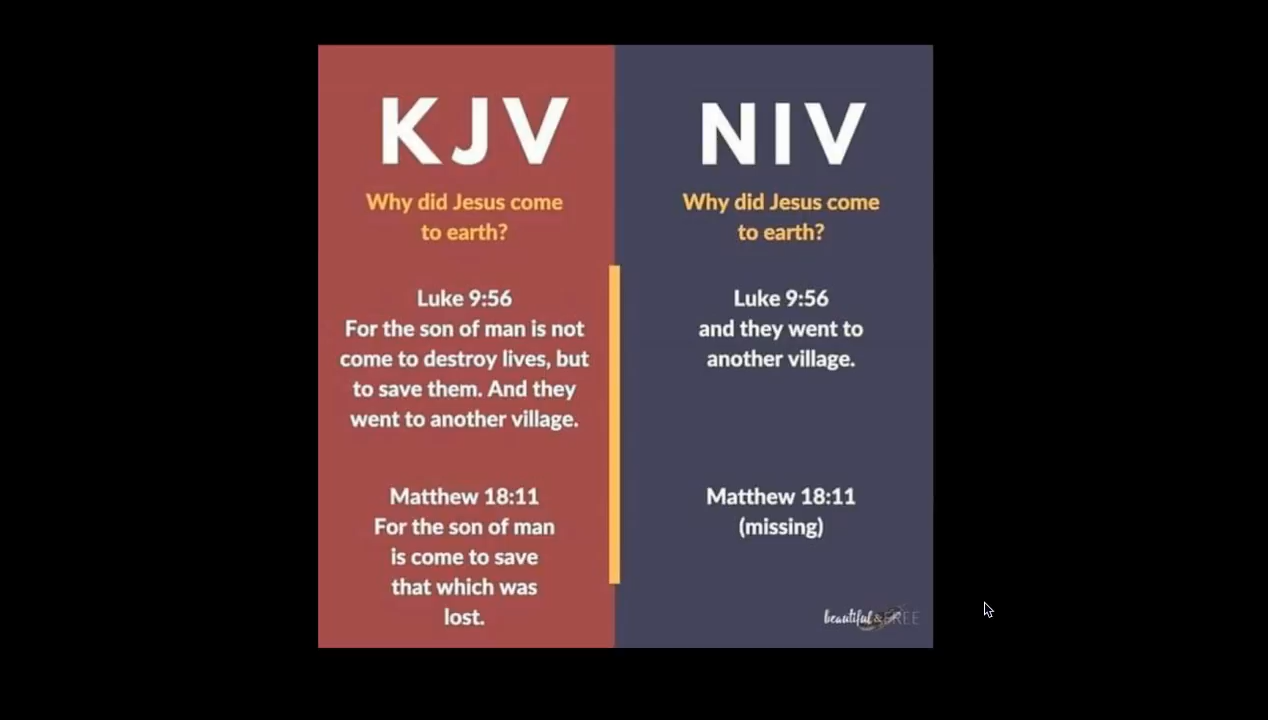 KJV
Why did Jesus come
to earth?
Luke 9:56
For the son of man is not
come to destroy lives, but
to save them. And they
went to another village.
Matthew 18:11
For the son of man
is come to save
that which was
lost.
NIV
Why did Jesus come
to earth?
Luke 9:56
and they went to
another village.
Matthew 18:11
(missing)
beautiful & FREE